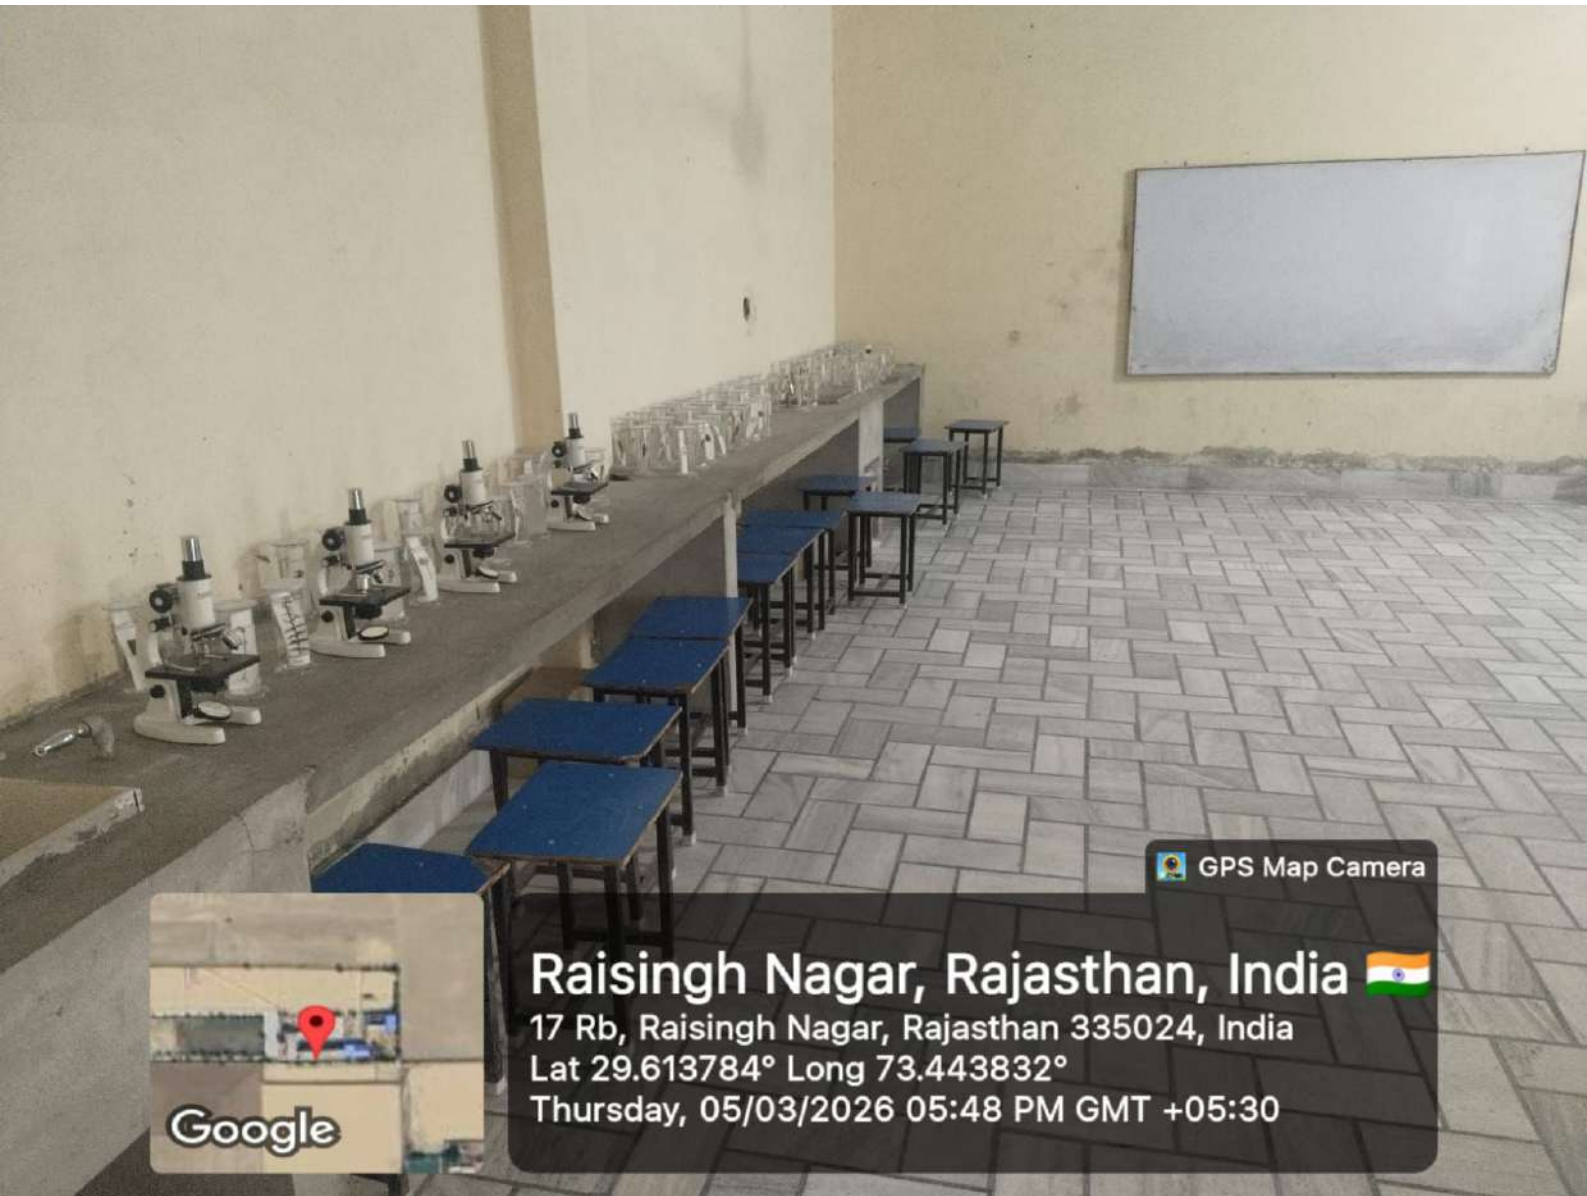 GPS Map Camera
Raisingh Nagar, Rajasthan, India
17 Rb, Raisingh Nagar, Rajasthan 335024, India
Lat 29.613784° Long 73.443832°
Thursday, 05/03/2026 05:48 PM GMT +05:30
Google